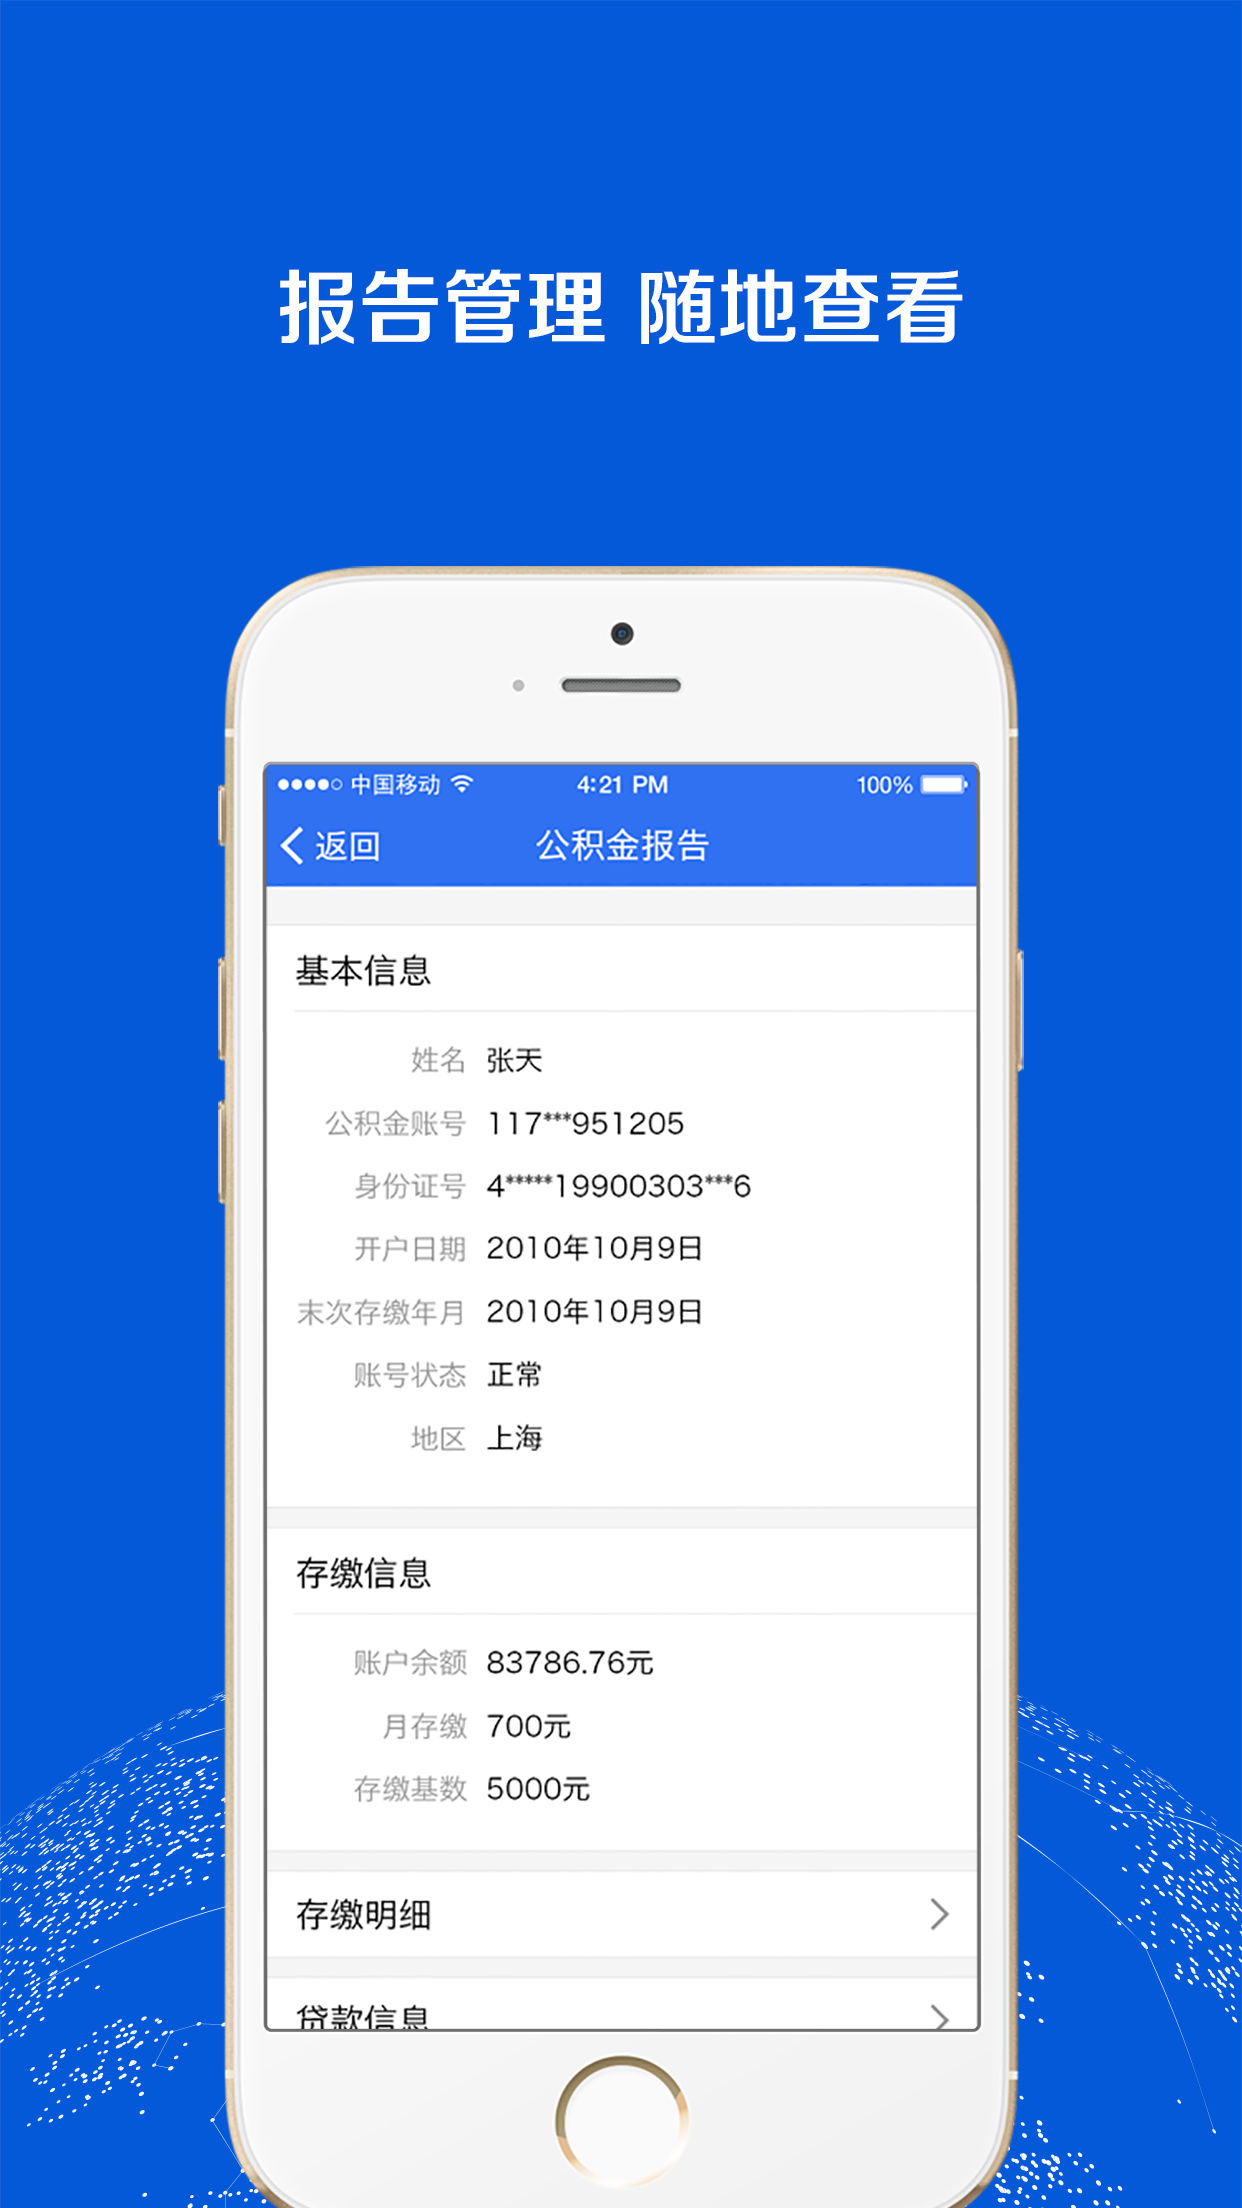 报告管理 随地查看
中国移动 4:21 PM 100%
返回 公积金报告
基本信息
姓名 张天
公积金账号 117***951205
身份证号 4*****19900303***6
开户日期 2010年10月9日
末次存缴年月 2010年10月9日
账号状态 正常
地区 上海
存缴信息
账户余额 83786.76元
月存缴 700元
存缴基数 5000元
存缴明细
贷款信息